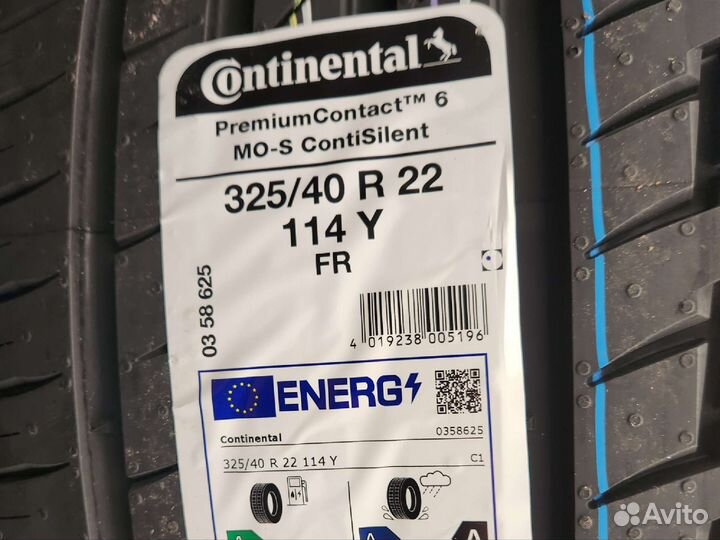 Continental
PremiumContact™ 6
MO-S ContiSilent
325/40 R 22
114 Y
FR
03 58 625
4 019238 005196
ENERG
Continental 0358625
325/40 R 22 114 Y C1
A A
Avito